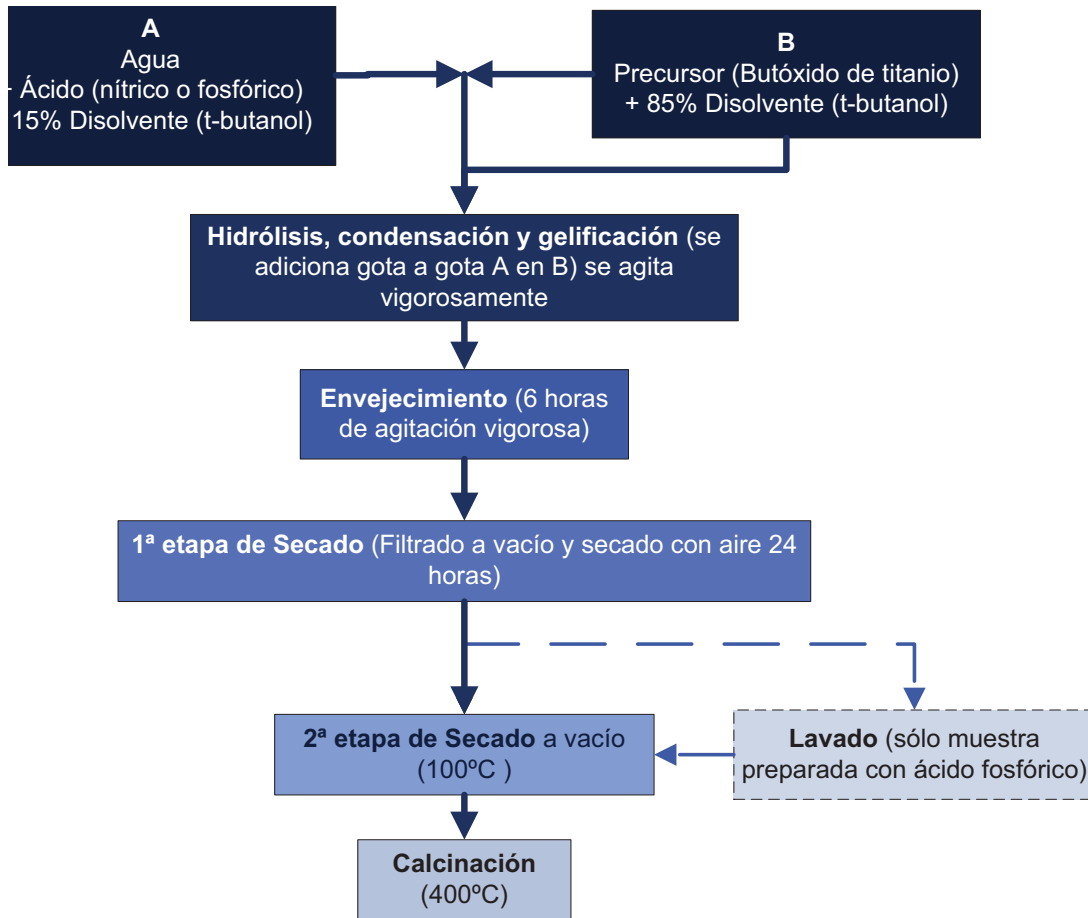 A
Agua
+ Ácido (nítrico o fosfórico)
15% Disolvente (t-butanol)
B
Precursor (Butóxido de titanio)
+ 85% Disolvente (t-butanol)
Hidrólisis, condensación y gelificación (se
adiciona gota a gota A en B) se agita
vigorosamente
Envejecimiento (6 horas
de agitación vigorosa)
1ª etapa de Secado (Filtrado a vacío y secado con aire 24
horas)
2ª etapa de Secado a vacío
(100ºC )
Lavado (sólo muestra
preparada con ácido fosfórico)
Calcinación
(400ºC)